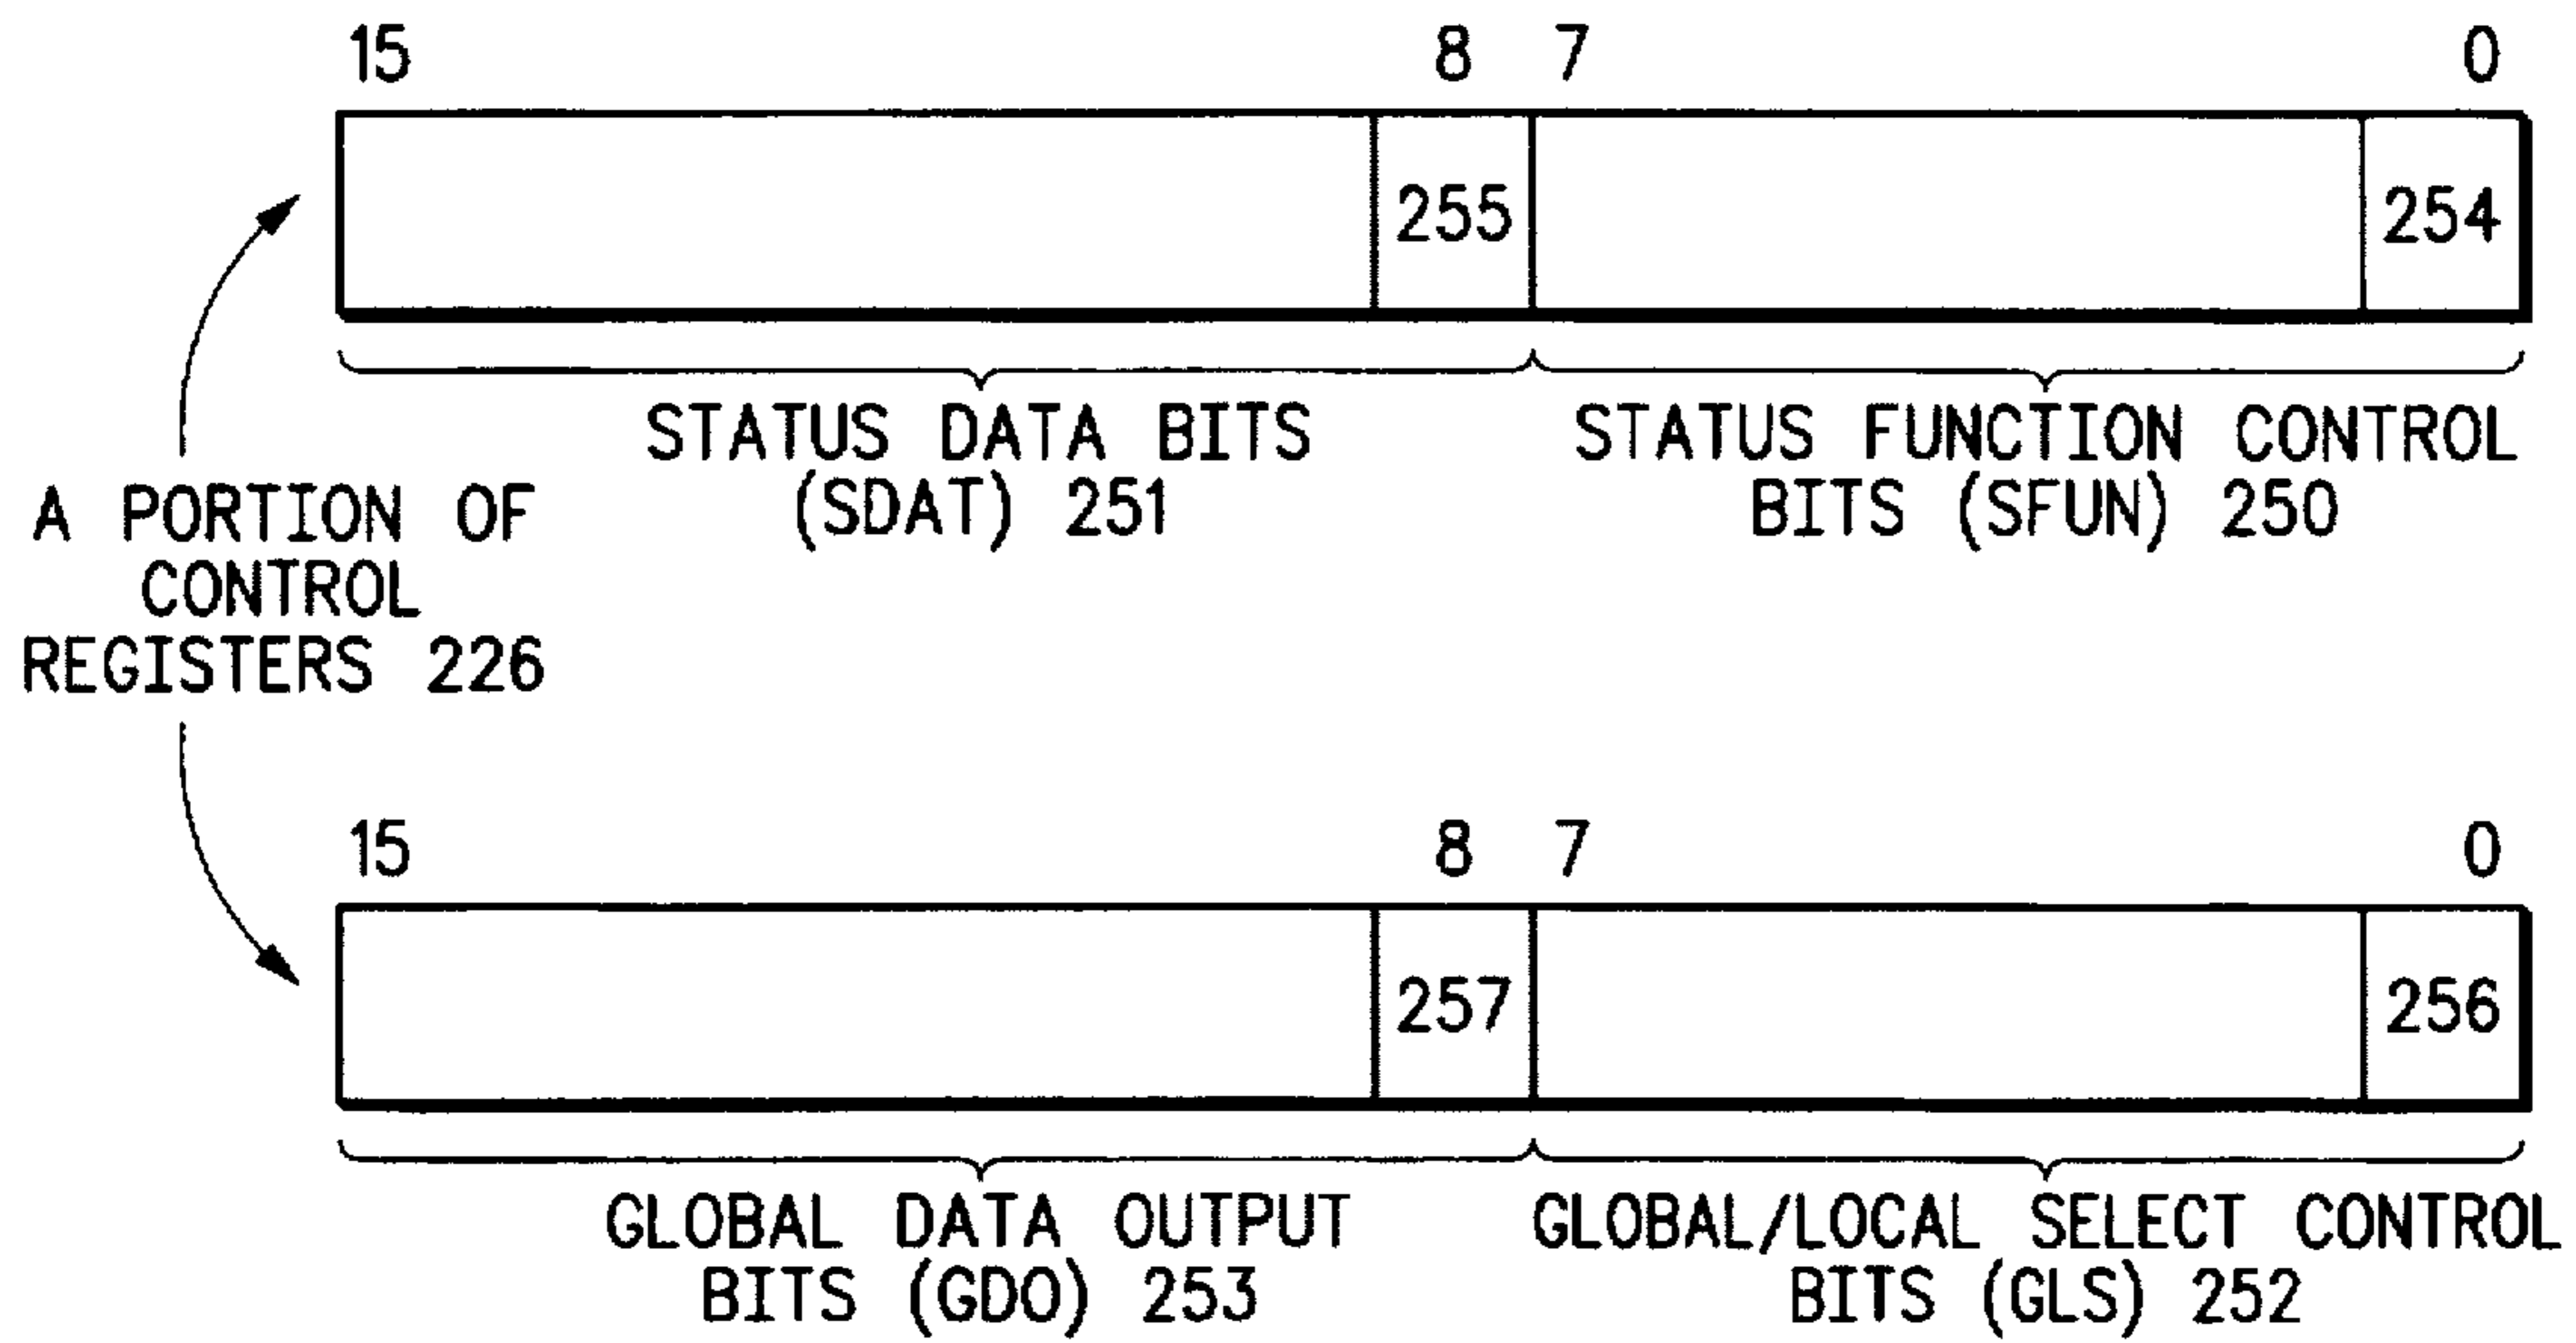 15 8 7 0
255 254
STATUS DATA BITS
(SDAT) 251
STATUS FUNCTION CONTROL
BITS (SFUN) 250
A PORTION OF
CONTROL
REGISTERS 226
15 8 7 0
257 256
GLOBAL DATA OUTPUT
BITS (GDO) 253
GLOBAL/LOCAL SELECT CONTROL
BITS (GLS) 252